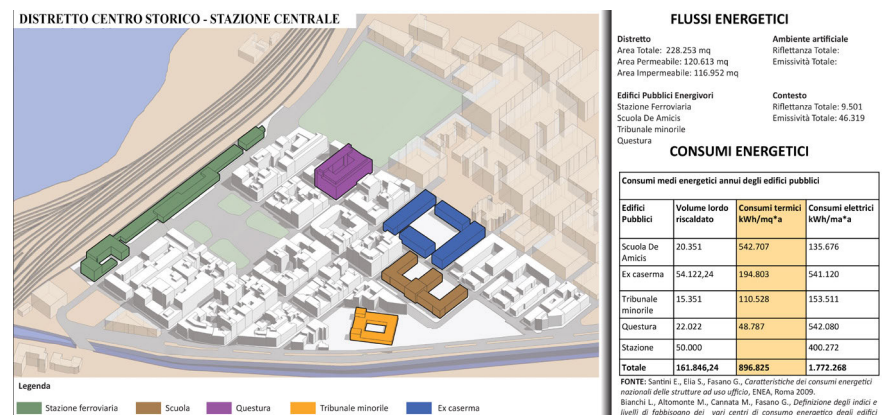 DISTRETTO CENTRO STORICO - STAZIONE CENTRALE
Legenda
Stazione ferroviaria
Scuola
Questura
Tribunale minorile
Ex caserma
FLUSSI ENERGETICI
Distretto
Area Totale: 228.253 mq
Area Permeabile: 120.613 mq
Area Impermeabile: 116.952 mq
Ambiente artificiale
Riflettanza Totale:
Emissività Totale:
Edifici Pubblici Energivori
Stazione Ferroviaria
Scuola De Amicis
Tribunale minorile
Questura
Contesto
Riflettanza Totale: 9.501
Emissività Totale: 46.319
CONSUMI ENERGETICI
Consumi medi energetici annui degli edifici pubblici
Edifici Pubblici | Volume lordo riscaldato | Consumi termici kWh/mq*a | Consumi elettrici kWh/ma*a
Scuola De Amicis | 20.351 | 542.707 | 135.676
Ex caserma | 54.122,24 | 194.803 | 541.120
Tribunale minorile | 15.351 | 110.528 | 153.511
Questura | 22.022 | 48.787 | 542.080
Stazione | 50.000 | | 400.272
Totale | 161.846,24 | 896.825 | 1.772.268
FONTE: Santini E., Elia S., Fasano G., Caratteristiche dei consumi energetici
nazionali delle strutture ad uso ufficio, ENEA, Roma 2009.
Bianchi L., Altomonte M., Cannata M., Fasano G., Definizione degli indici e
livelli di fabbisogno dei vari centri di consumo energetico degli edifici